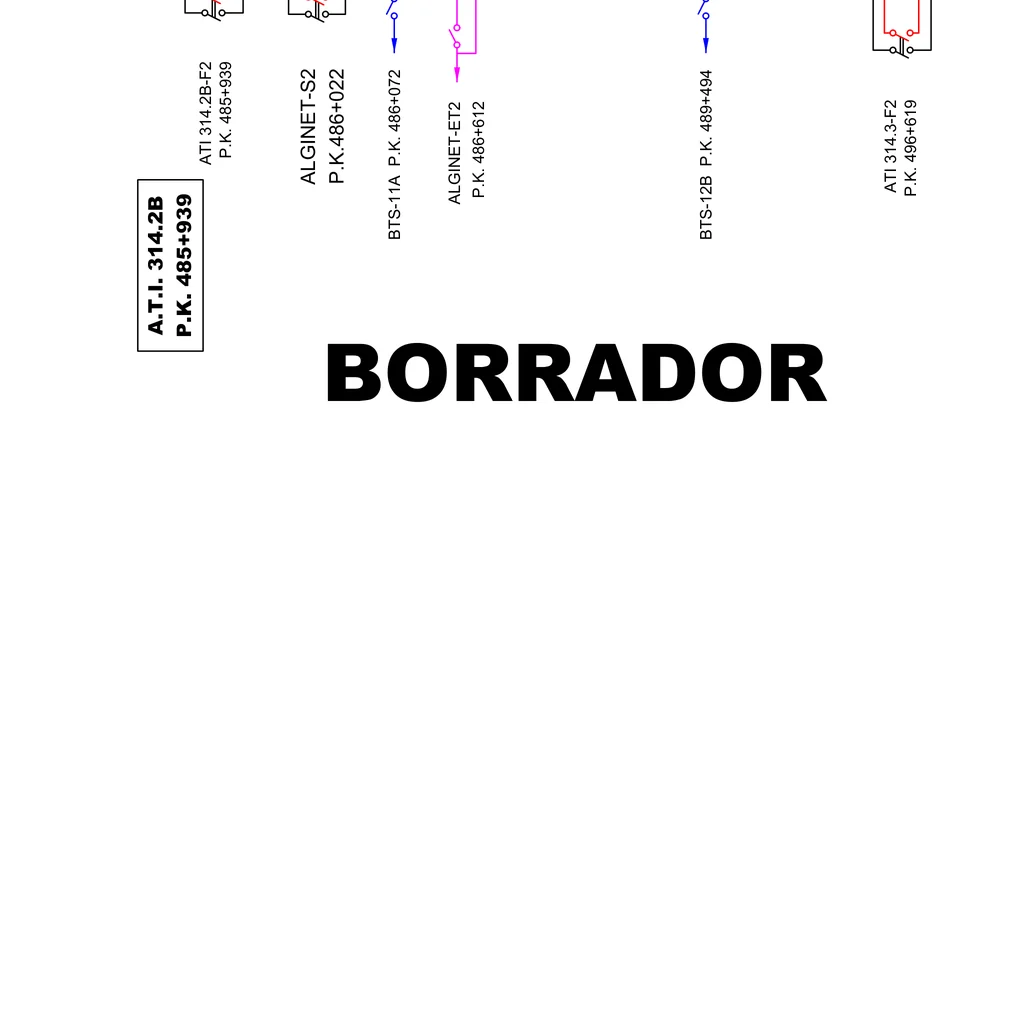 ATI 314.2B-F2
P.K. 485+939
ALGINET-S2
P.K.486+022
BTS-11A P.K. 486+072
ALGINET-ET2
P.K. 486+612
BTS-12B P.K. 489+494
ATI 314.3-F2
P.K. 496+619
A.T.I. 314.2B
P.K. 485+939
BORRADOR